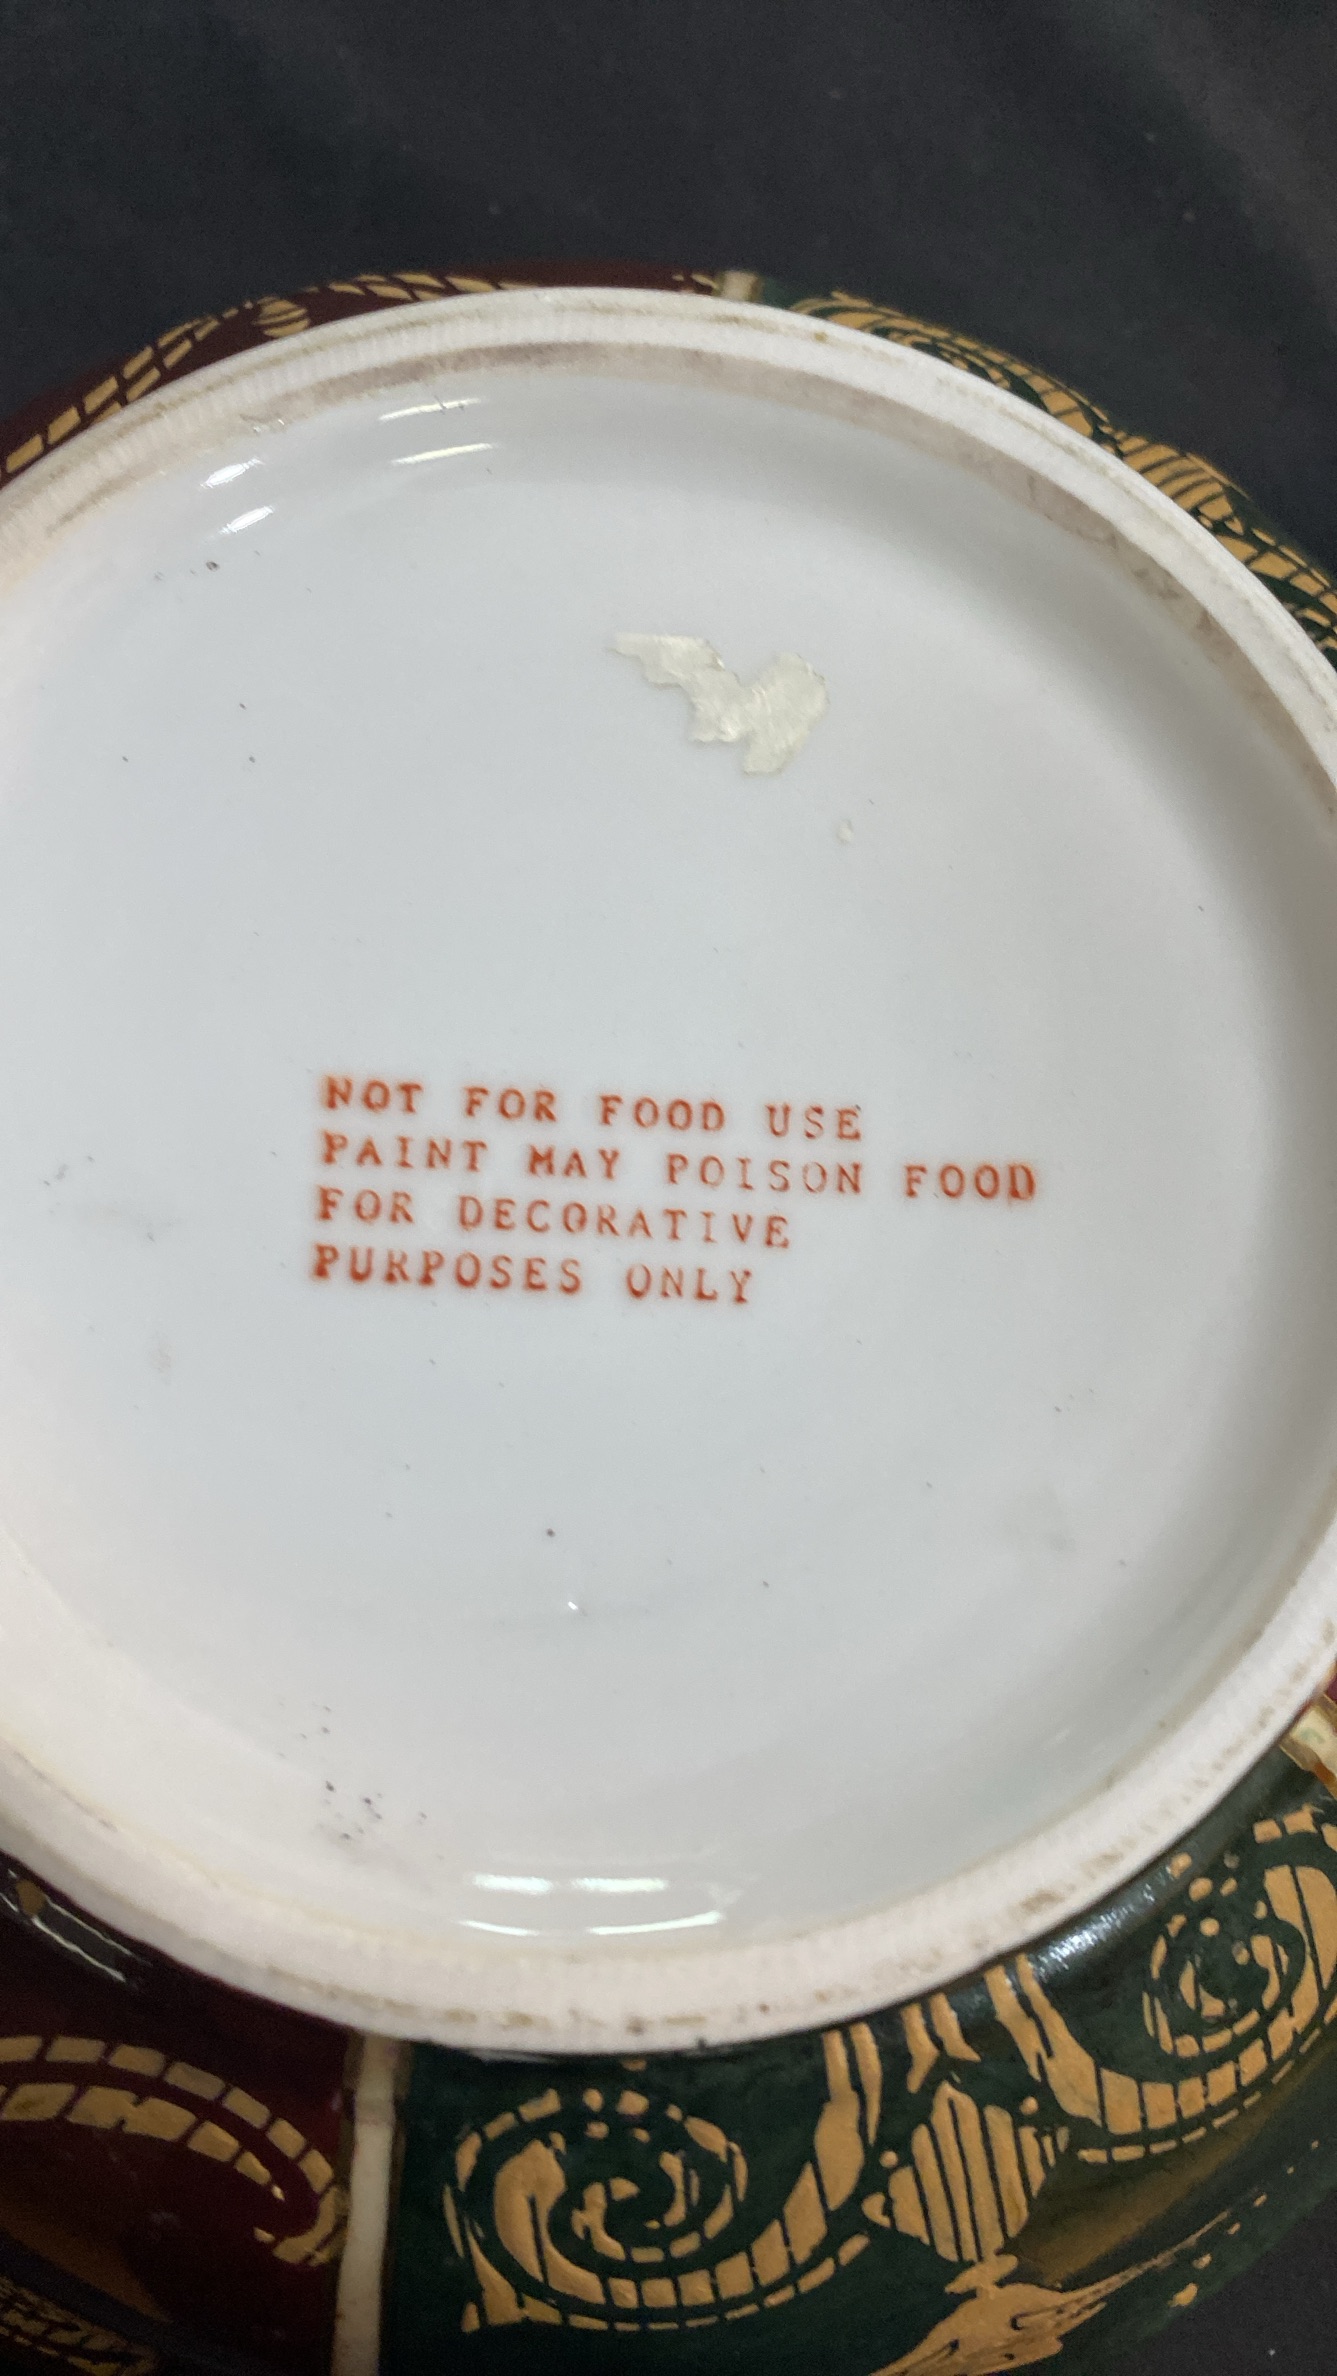 NOT FOR FOOD USE
PAINT MAY POISON FOOD
FOR DECORATIVE
PURPOSES ONLY